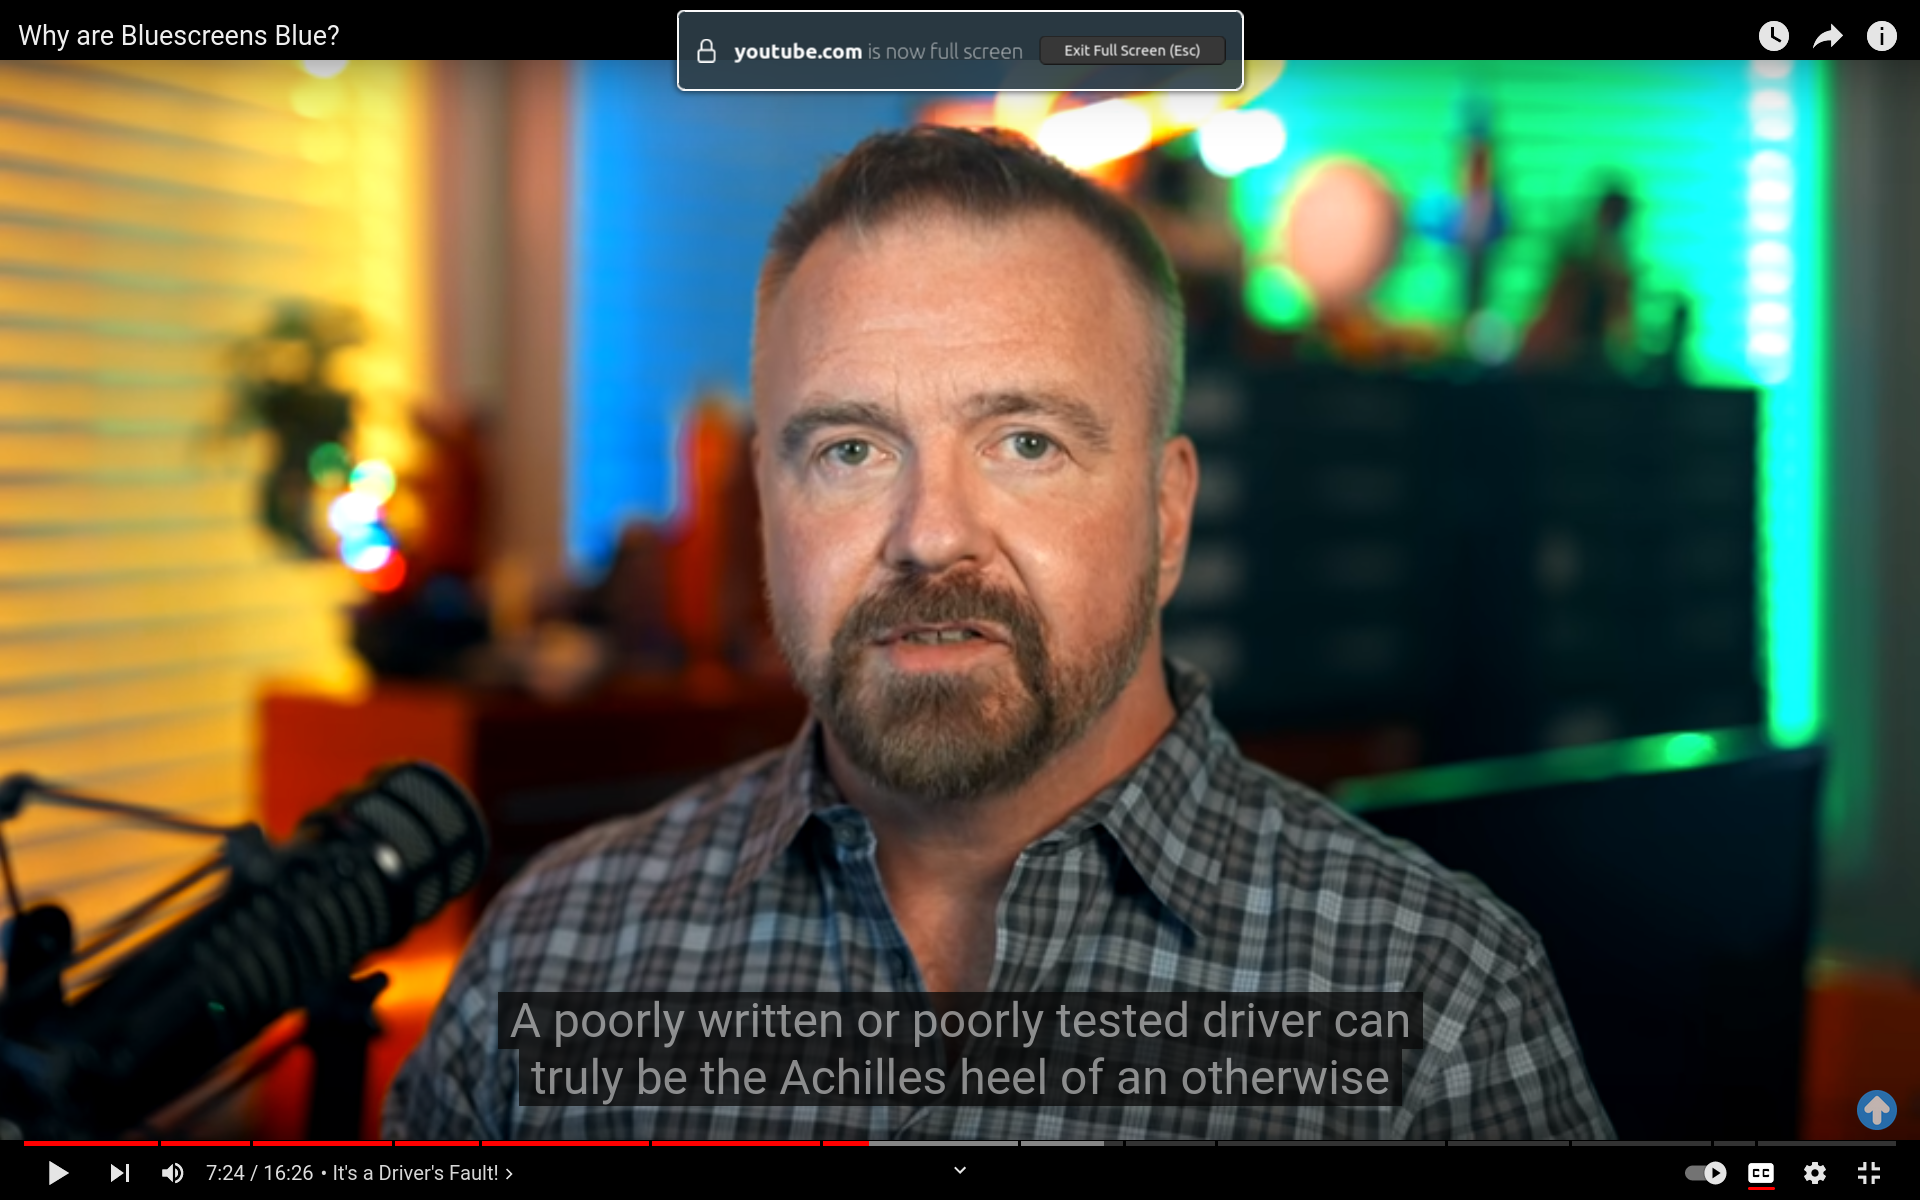 Why are Bluescreens Blue?
youtube.com is now full screen
Exit Full Screen (Esc)
A poorly written or poorly tested driver can
truly be the Achilles heel of an otherwise
7:24 / 16:26 • It's a Driver's Fault! ›
CC